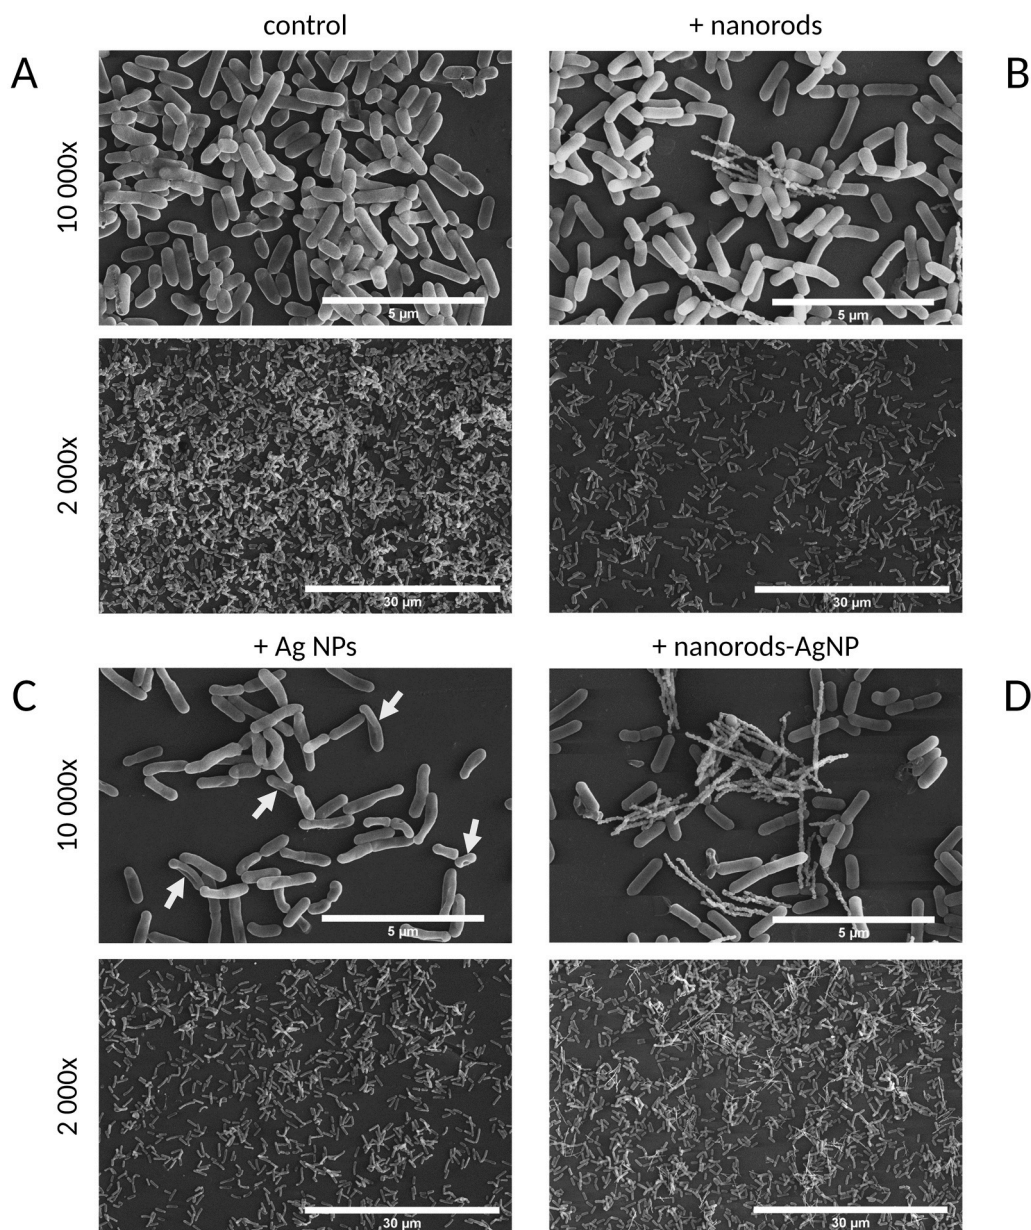 control
+ nanorods
A
B
10 000x
5 µm
5 µm
2 000x
30 µm
30 µm
+ Ag NPs
+ nanorods-AgNP
C
D
10 000x
5 µm
5 µm
2 000x
30 µm
30 µm